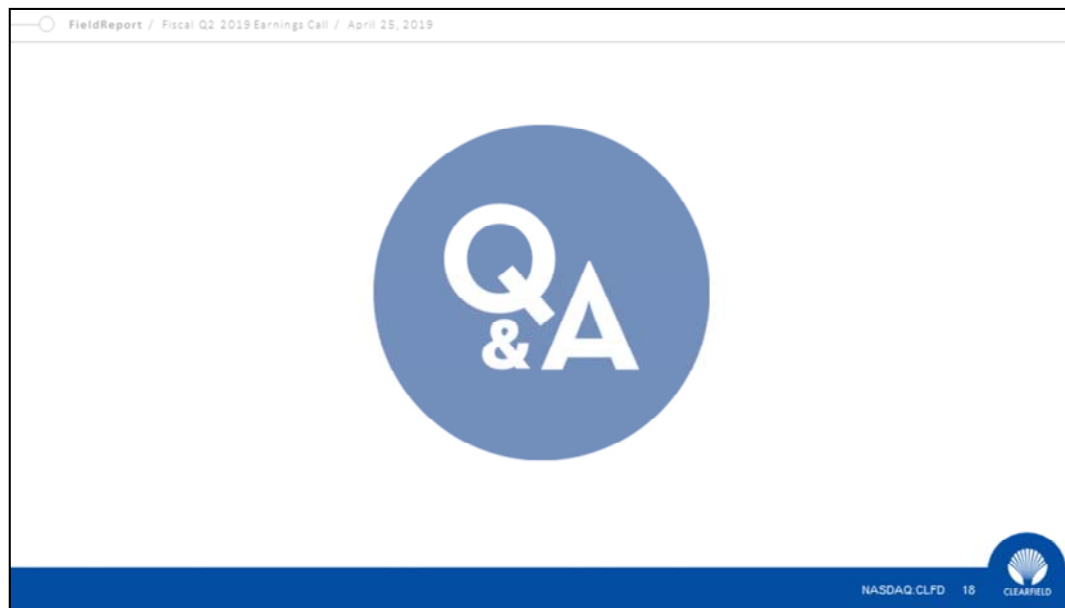 FieldReport / Fiscal Q2 2019 Earnings Call / April 25, 2019
Q
&A
NASDAQ:CLFD 18
CLEARFIELD